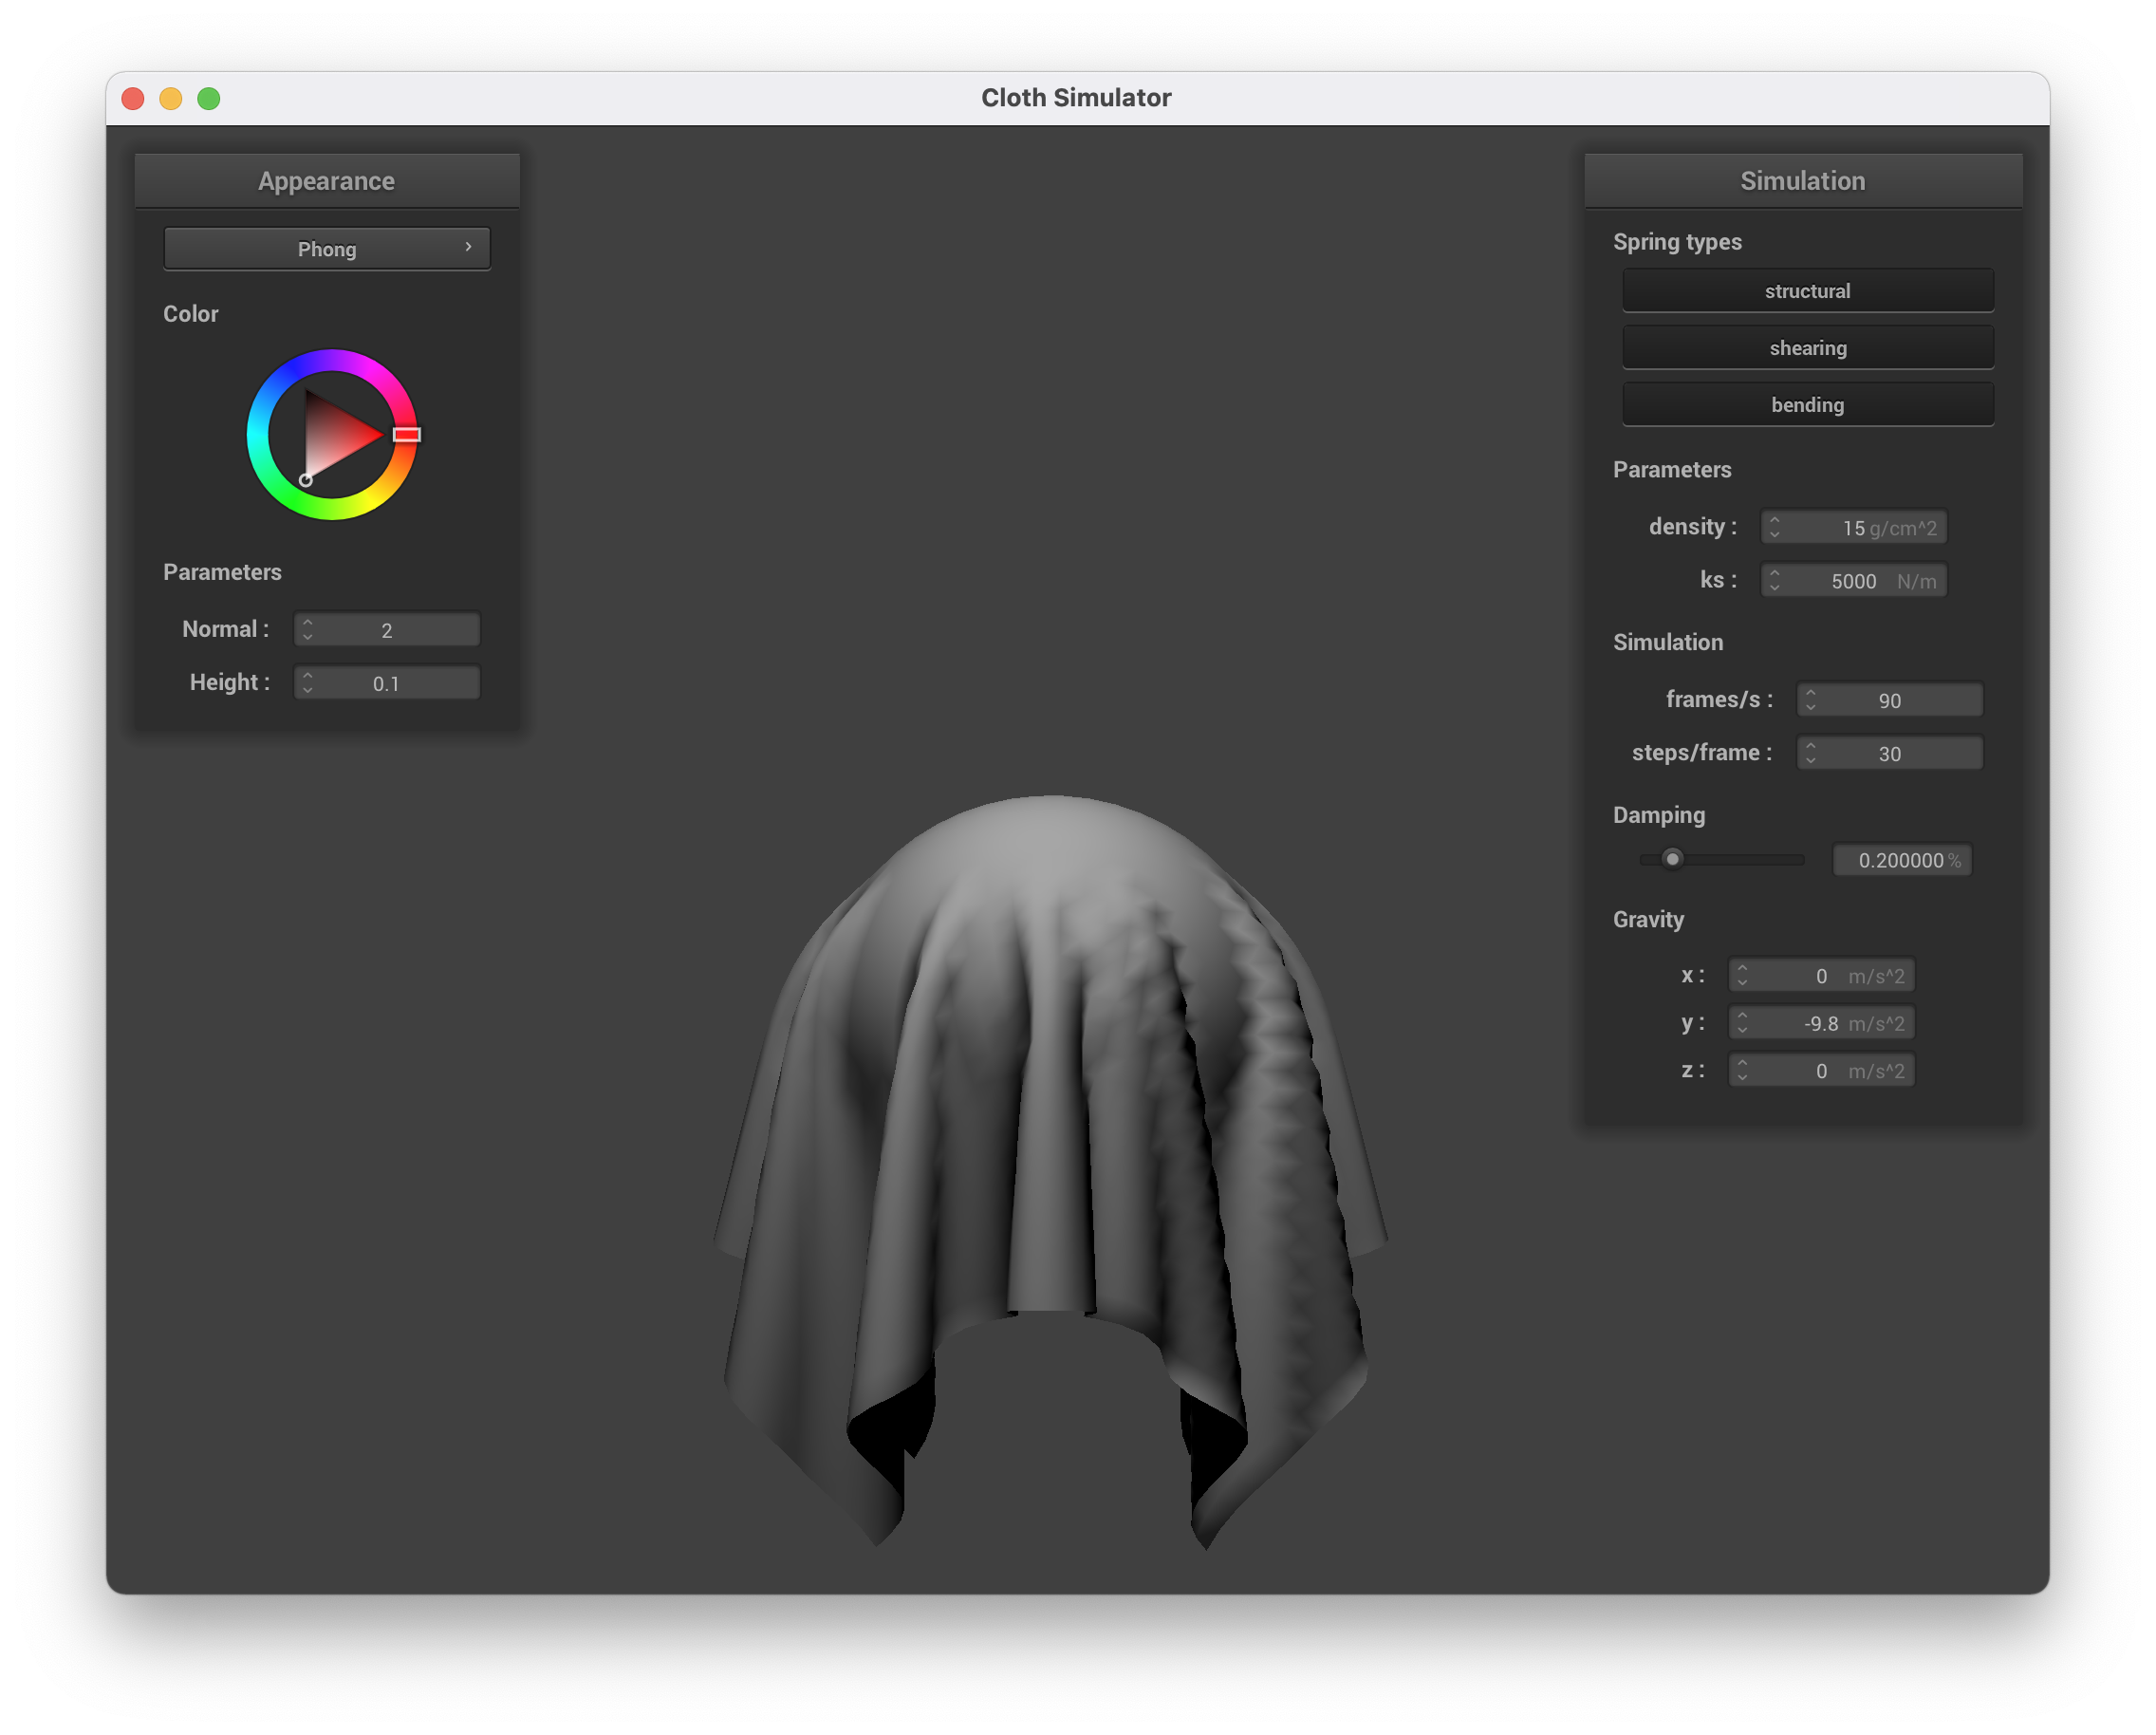 Cloth Simulator
Appearance
Phong
Color
Parameters
Normal : 2
Height : 0.1
Simulation
Spring types
structural
shearing
bending
Parameters
density : 15 g/cm^2
ks : 5000 N/m
Simulation
frames/s : 90
steps/frame : 30
Damping
0.200000 %
Gravity
x : 0 m/s^2
y : -9.8 m/s^2
z : 0 m/s^2